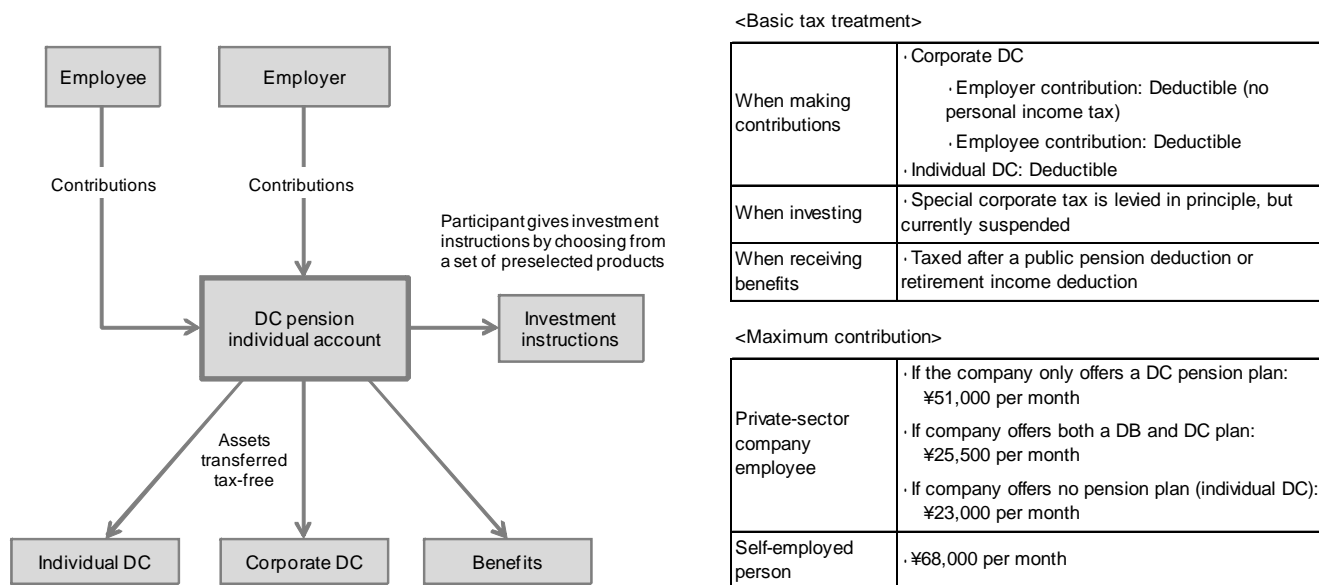 Employee
Employer
Contributions
Contributions
Participant gives investment
instructions by choosing from
a set of preselected products
DC pension
individual account
Investment
instructions
Assets
transferred
tax-free
Individual DC
Corporate DC
Benefits
<Basic tax treatment>
When making
contributions
・Corporate DC
・Employer contribution: Deductible (no
personal income tax)
・Employee contribution: Deductible
・Individual DC: Deductible
When investing
・Special corporate tax is levied in principle, but
currently suspended
When receiving
benefits
・Taxed after a public pension deduction or
retirement income deduction
<Maximum contribution>
Private-sector
company
employee
・If the company only offers a DC pension plan:
¥51,000 per month
・If company offers both a DB and DC plan:
¥25,500 per month
・If company offers no pension plan (individual DC):
¥23,000 per month
Self-employed
person
・¥68,000 per month